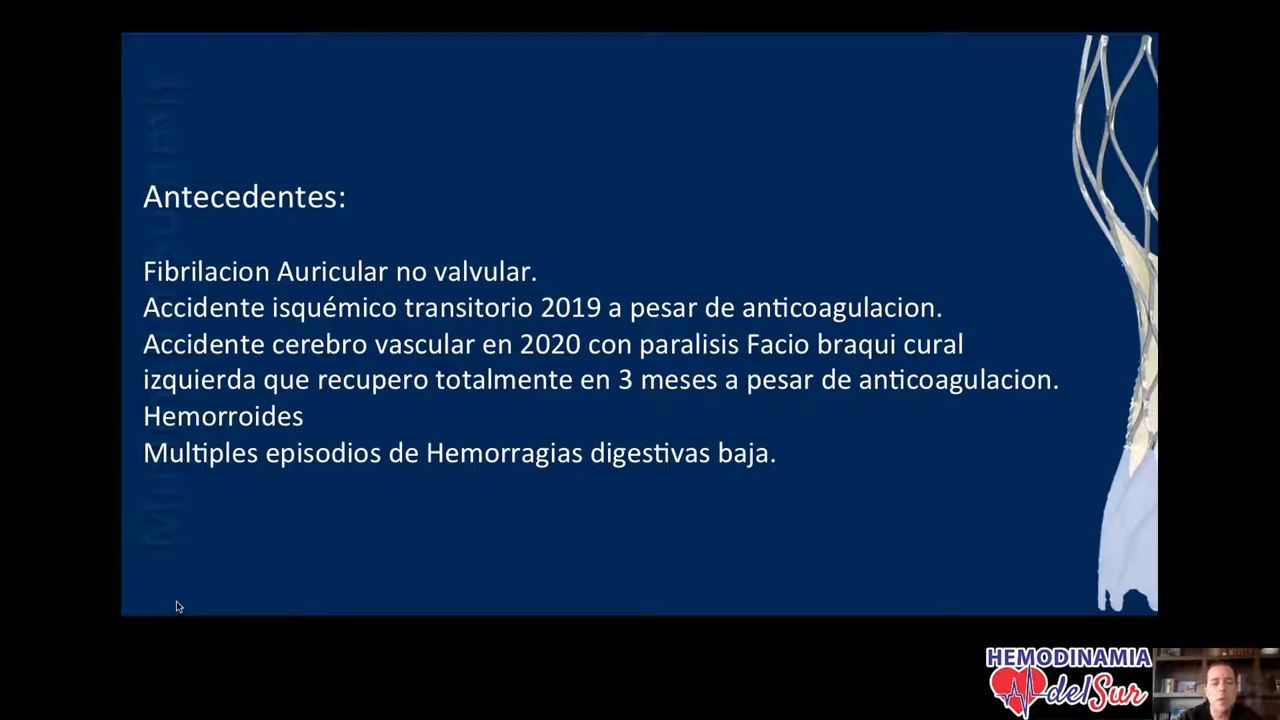 Antecedentes:
Fibrilacion Auricular no valvular.
Accidente isquémico transitorio 2019 a pesar de anticoagulacion.
Accidente cerebro vascular en 2020 con paralisis Facio braqui cural
izquierda que recupero totalmente en 3 meses a pesar de anticoagulacion.
Hemorroides
Multiples episodios de Hemorragias digestivas baja.
HEMODINAMIA
del Sur